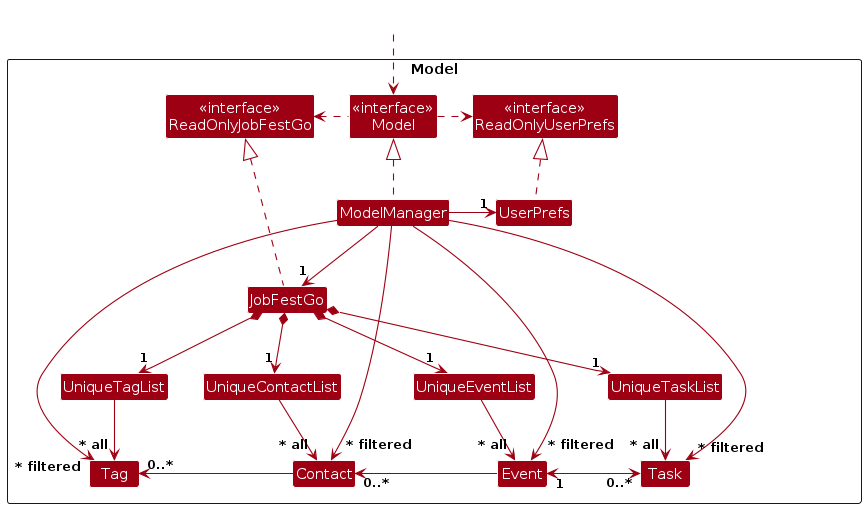 Model
«interface»
ReadOnlyJobFestGo
«interface»
Model
«interface»
ReadOnlyUserPrefs
ModelManager
1
UserPrefs
1
JobFestGo
1
1
1
1
UniqueTagList
UniqueContactList
UniqueEventList
UniqueTaskList
* filtered
* all
* all
* filtered
* all
* filtered
* all
* filtered
Tag
0..*
Contact
0..*
Event
1
0..*
Task